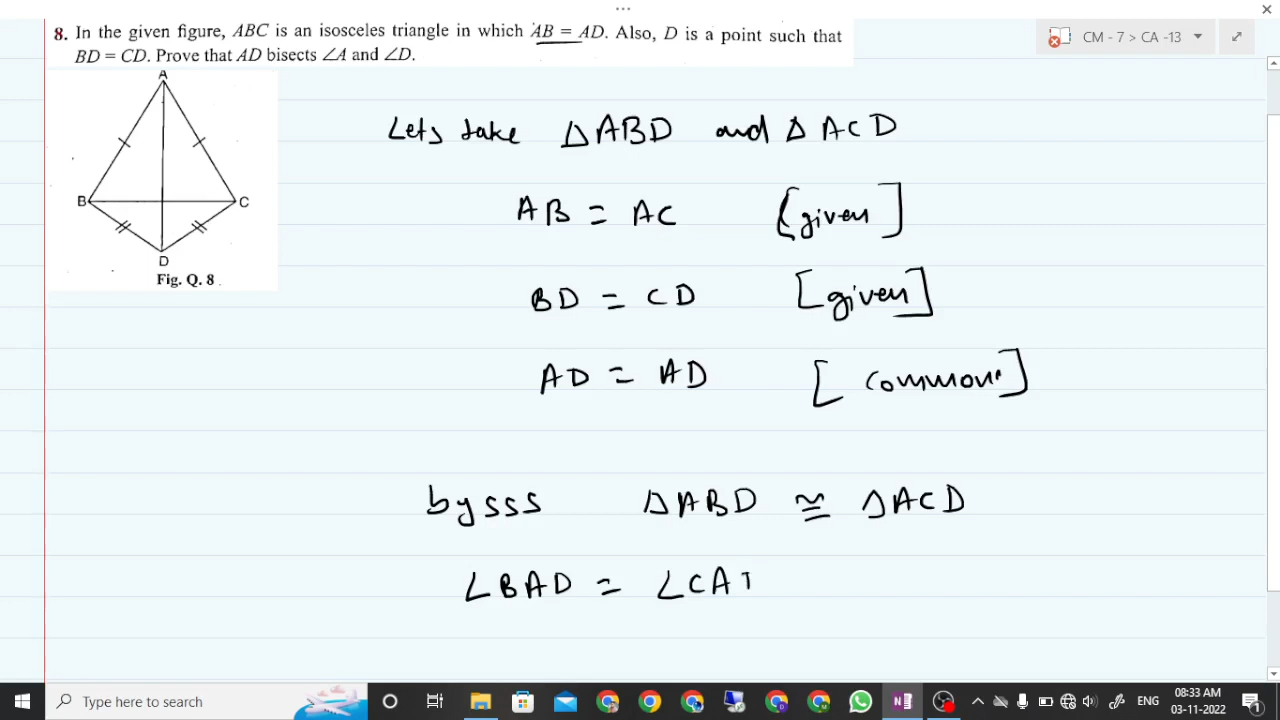 ...
8. In the given figure, ABC is an isosceles triangle in which AB = AD. Also, D is a point such that
BD = CD. Prove that AD bisects ∠A and ∠D.
CM - 7 > CA -13
A
B
C
D
Fig. Q. 8
Lets take △ABD and △ ACD
AB = AC [given]
BD = CD [given]
AD = AD [common]
by sss △ABD ≅ △ACD
∠BAD = ∠CA
Type here to search
ENG
08:33 AM
03-11-2022
1